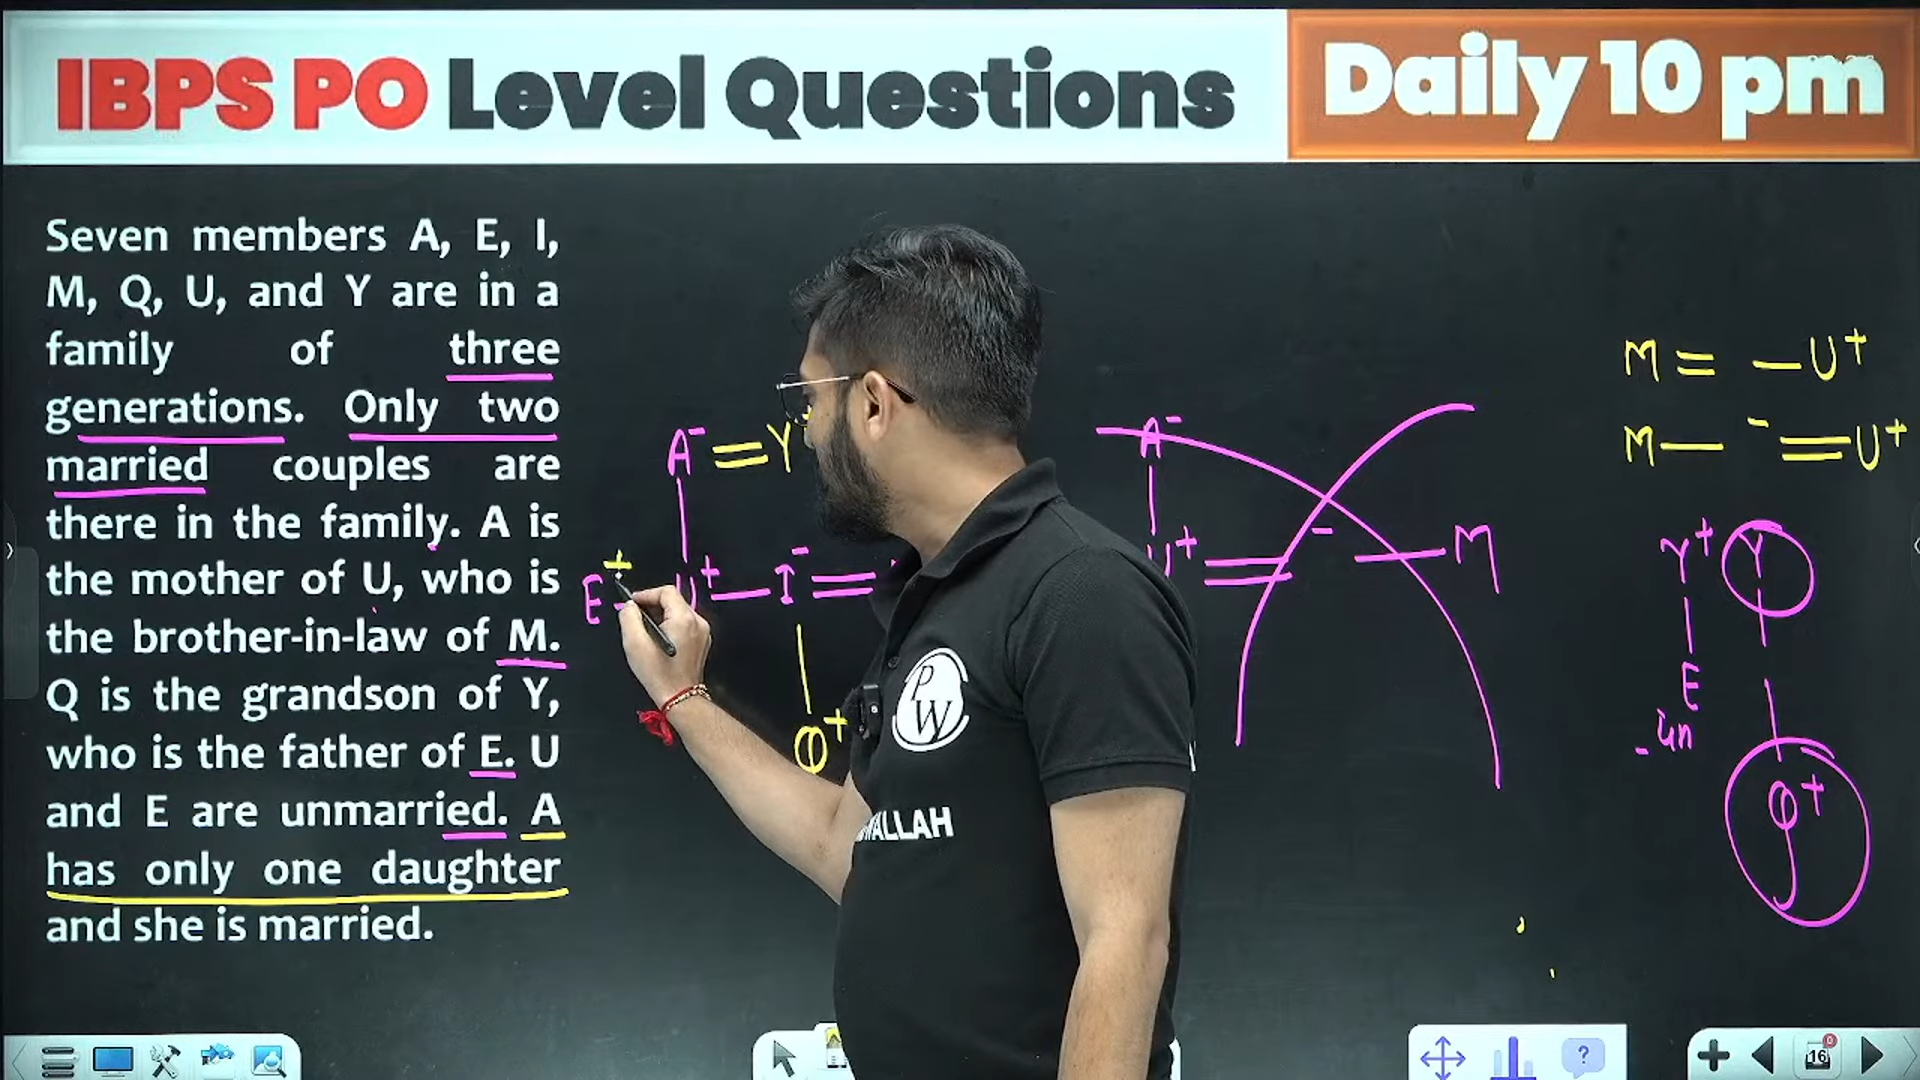 IBPS PO Level Questions
Daily 10 pm
Seven members A, E, I,
M, Q, U, and Y are in a
family of three
generations. Only two
married couples are
there in the family. A is
the mother of U, who is
the brother-in-law of M.
Q is the grandson of Y,
who is the father of E. U
and E are unmarried. A
has only one daughter
and she is married.
A⁻ = Y
E⁺ U⁺ — I⁻ =
Q⁺
A⁻
U⁺ = ⁻ — M
M = — U⁺
M — ⁻ = U⁺
Y⁺ Y
E
- un
Q⁺
P
W
WALLAH
16
0